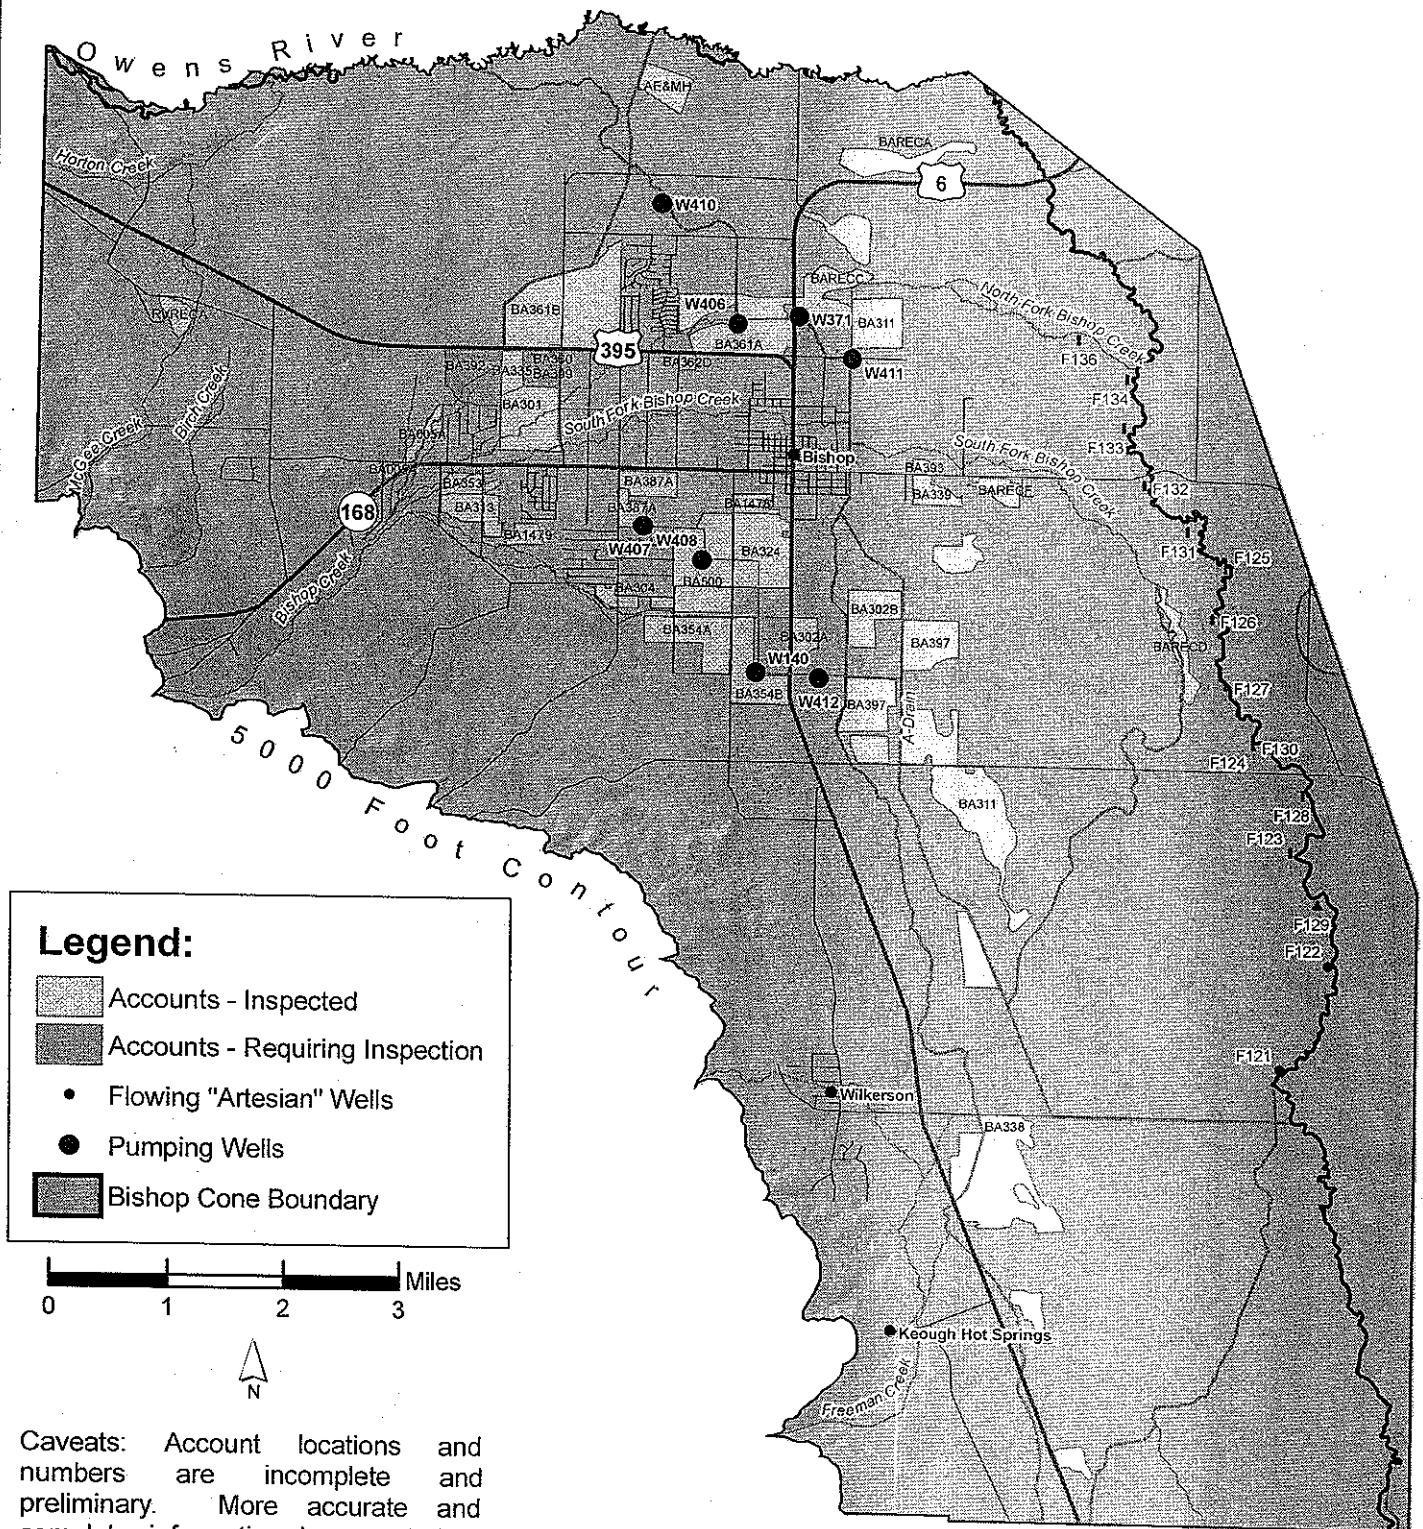 Owens River
AE&MH
BARECA
Horton Creek
6
W410
BARECC
North Fork Bishop Creek
RVRECA
BA361B
W406
W371
BA311
BA361A
395
F136
BA362D
W411
BA392
BA335
BA399
Birch Creek
BA301
South Fork Bishop Creek
F134
McGee Creek
F133
South Fork Bishop Creek
Bishop
BA393
BA353
BA387A
BA339
BARECE
F132
168
BA313
BA387A
BA147A
BA1479
W407
W408
BA324
F131
F125
BA500
Bishop Creek
BA304
BA302B
F126
BA354A
BA302A
BA397
BARECD
W140
F127
BA354B
W412
BA397
A-Drain
F130
F124
5000 Foot Contour
BA311
F128
F123
F129
F122
F121
Wilkerson
BA338
Keough Hot Springs
Freeman Creek
Legend:
Accounts - Inspected
Accounts - Requiring Inspection
Flowing "Artesian" Wells
Pumping Wells
Bishop Cone Boundary
Miles
0 1 2 3
N
Caveats: Account locations and
numbers are incomplete and
preliminary. More accurate and